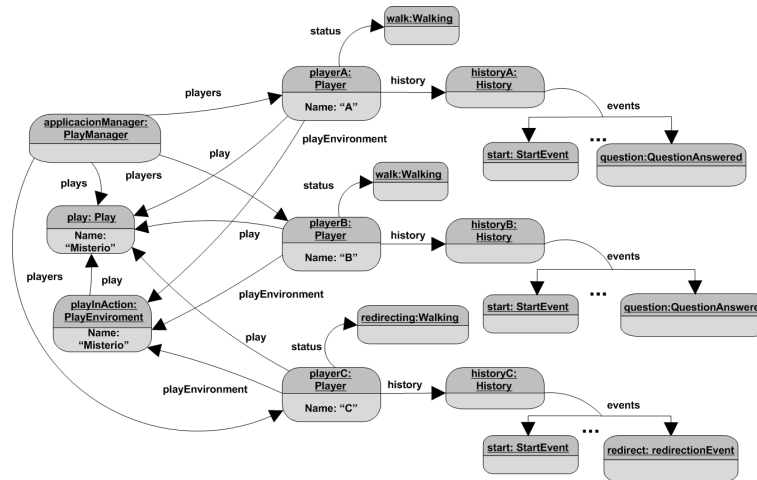 walk:Walking
status
playerA:
Player
Name: “A”
history
historyA:
History
events
players
applicacionManager:
PlayManager
playEnvironment
...
start: StartEvent
question:QuestionAnswered
play
plays
players
status
walk:Walking
play: Play
Name:
“Misterio”
play
playerB:
Player
Name: “B”
history
historyB:
History
events
players
play
playEnvironment
playInAction:
PlayEnviroment
Name:
“Misterio”
...
start: StartEvent
question:QuestionAnswered
play
redirecting:Walking
status
playEnvironment
playerC:
Player
Name: “C”
history
historyC:
History
events
...
start: StartEvent
redirect: redirectionEvent